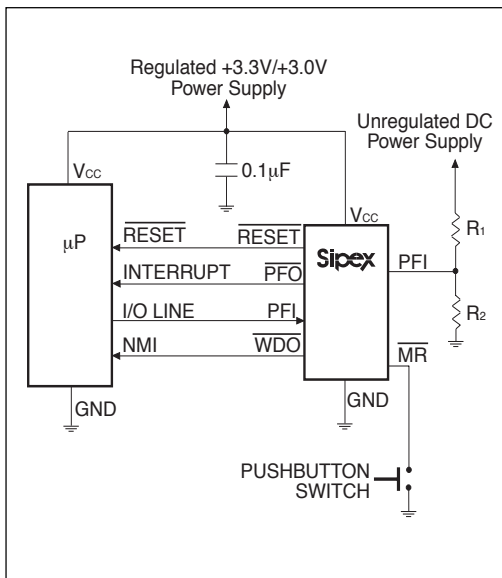 Regulated +3.3V/+3.0V
Power Supply
Unregulated DC
Power Supply
VCC
0.1μF
VCC
μP
RESET
RESET
Sipex
R1
INTERRUPT
PFO
PFI
I/O LINE
PFI
R2
NMI
WDO
MR
GND
GND
PUSHBUTTON
SWITCH